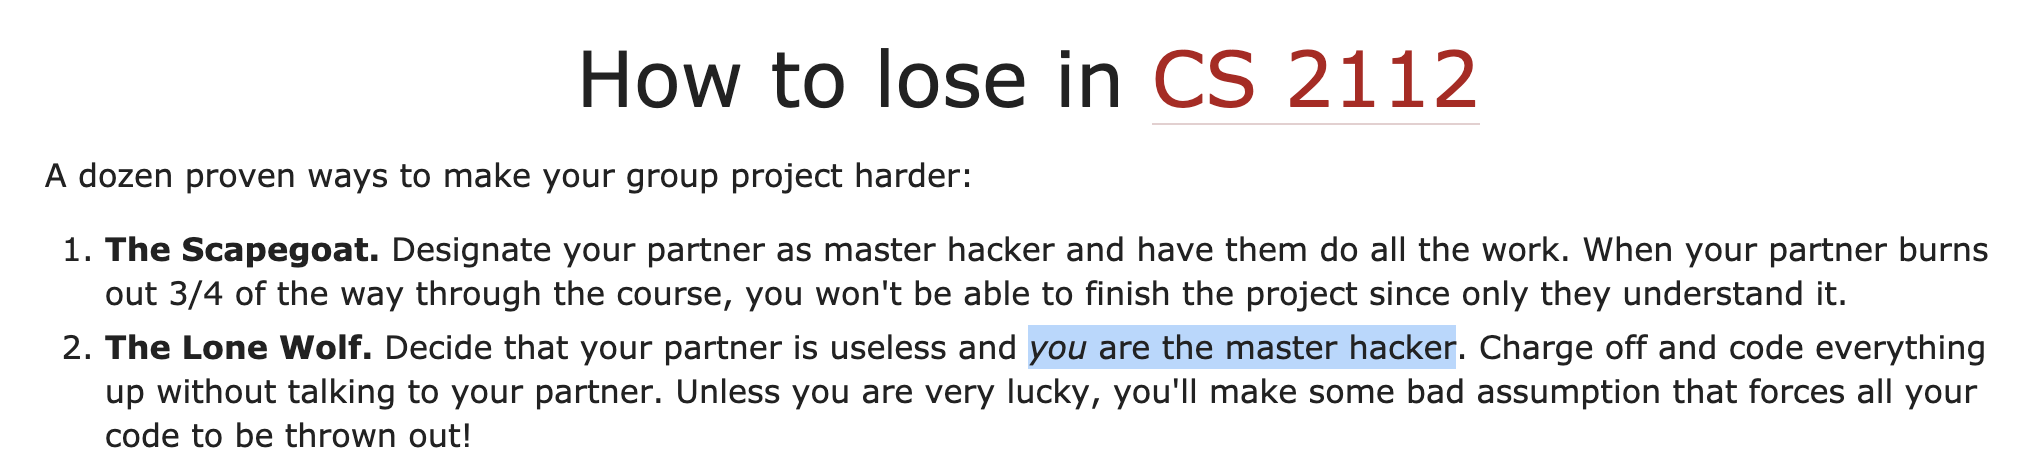 How to lose in CS 2112
A dozen proven ways to make your group project harder:
1. The Scapegoat. Designate your partner as master hacker and have them do all the work. When your partner burns
out 3/4 of the way through the course, you won't be able to finish the project since only they understand it.
2. The Lone Wolf. Decide that your partner is useless and you are the master hacker. Charge off and code everything
up without talking to your partner. Unless you are very lucky, you'll make some bad assumption that forces all your
code to be thrown out!